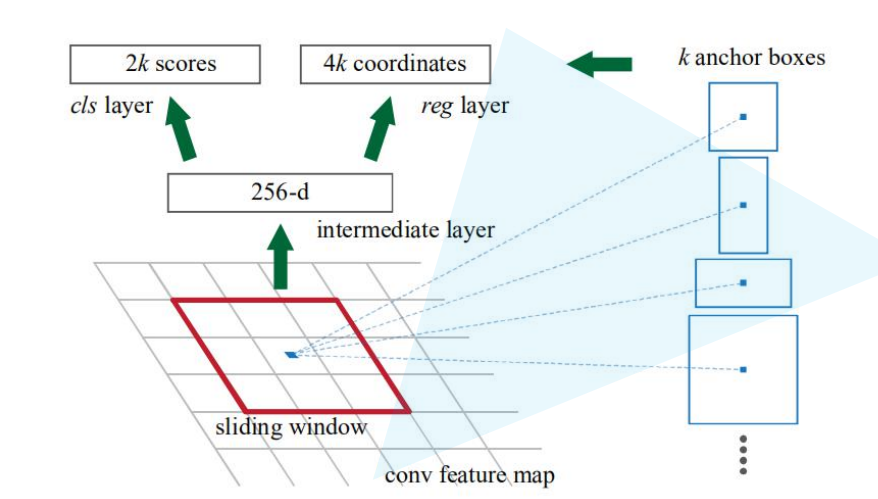 2k scores
4k coordinates
k anchor boxes
cls layer
reg layer
256-d
intermediate layer
sliding window
conv feature map